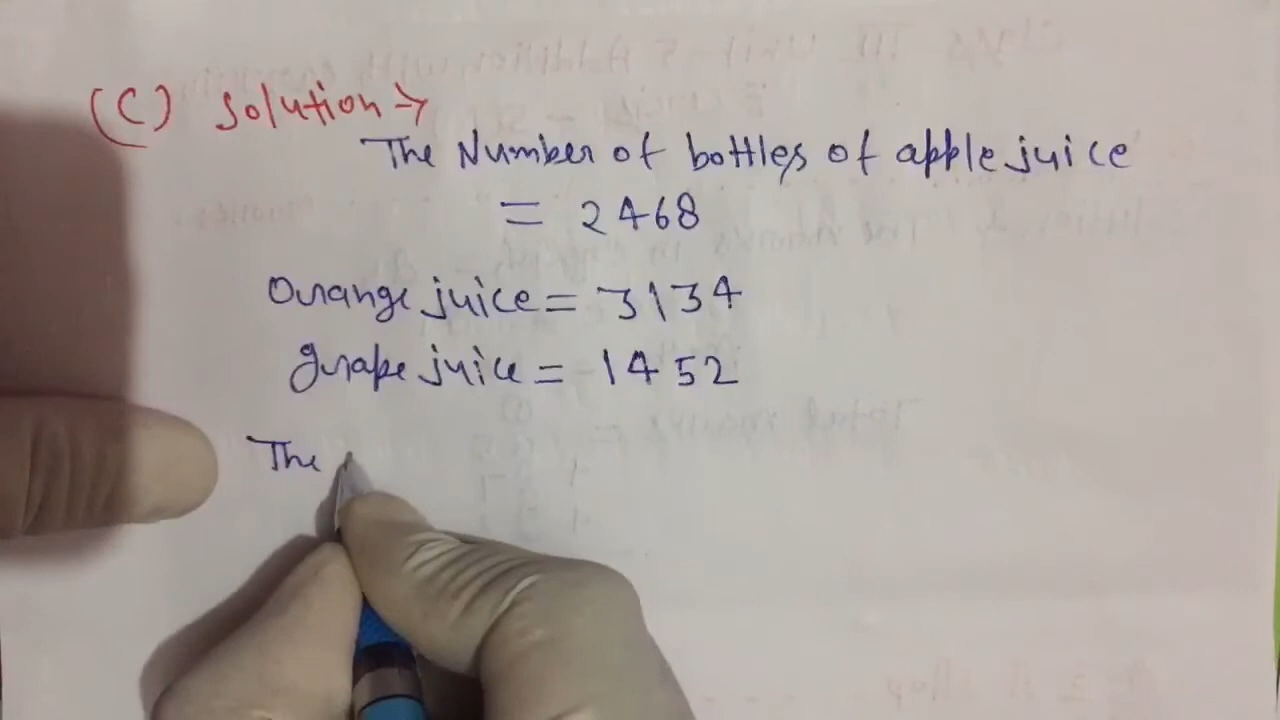 (C) Solution →
The Number of bottles of apple juice
= 2468
Orange juice = 3134
grape juice = 1452
The